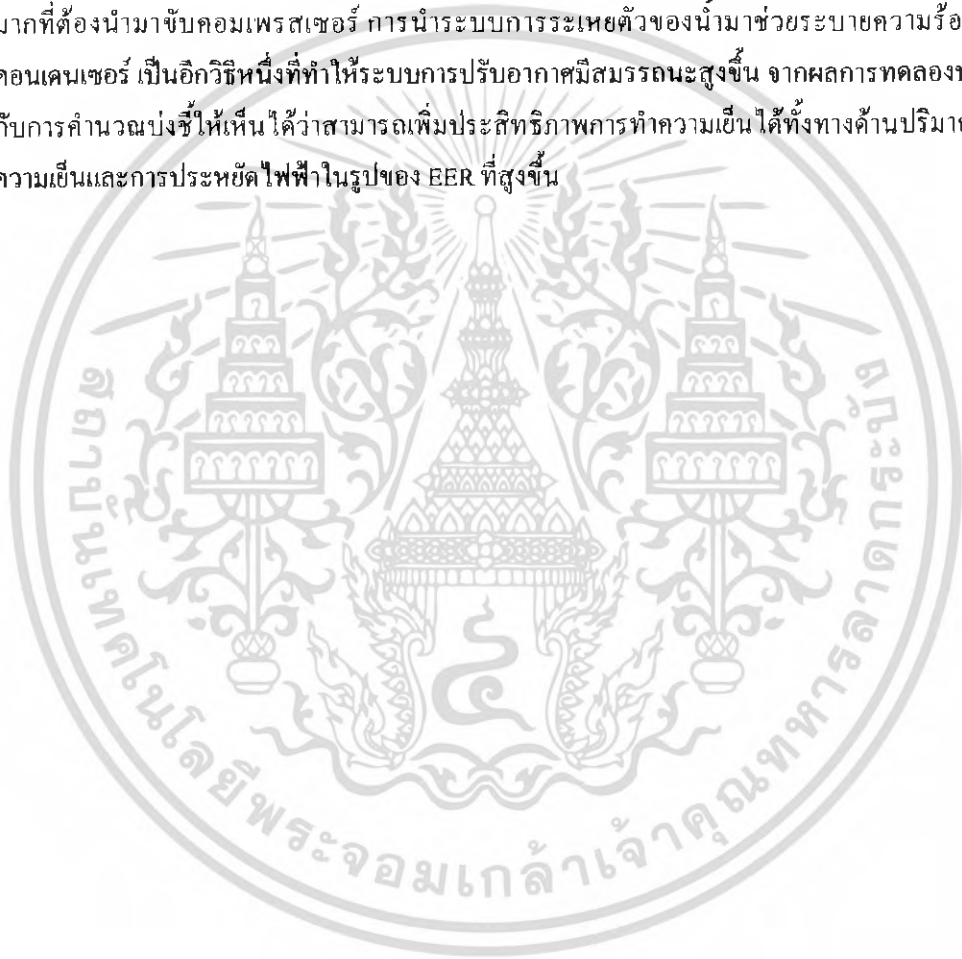 มากที่ต้องนำมาขับคอมเพรสเซอร์ การนำระบบการระเหยตัวของน้ำมาช่วยระบายความร้อ
คอนเดนเซอร์ เป็นอีกวิธีหนึ่งที่ทำให้ระบบการปรับอากาศมีสมรรถนะสูงขึ้น จากผลการทดลอง
กับการคำนวณบ่งชี้ให้เห็นได้ว่าสามารถเพิ่มประสิทธิภาพการทำความเย็นได้ทั้งทางด้านปริมาณ
ความเย็นและการประหยัดไฟฟ้าในรูปของ EER ที่สูงขึ้น
สถาบันเทคโนโลยีพระจอมเกล้าเจ้าคุณทหารลาดกระบัง